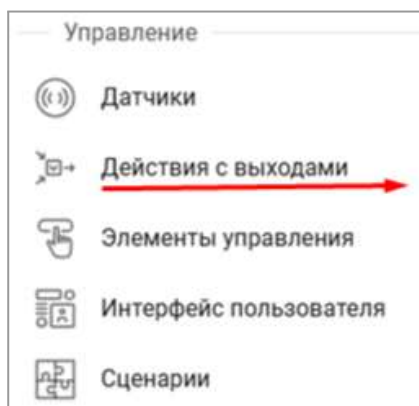 Управление
Датчики
Действия с выходами
Элементы управления
Интерфейс пользователя
Сценарии